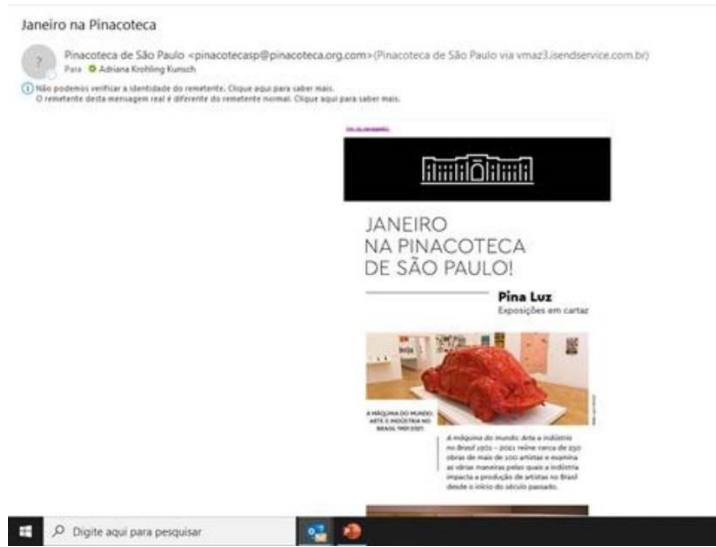 Janeiro na Pinacoteca
Pinacoteca de São Paulo <pinacotecasp@pinacoteca.org.com>(Pinacoteca de São Paulo via vmaz3.isendservice.com.br)
Para Adriana Krohling Kunsch
Não podemos verificar a identidade do remetente. Clique aqui para saber mais.
O remetente desta mensagem real é diferente do remetente normal. Clique aqui para saber mais.
JANEIRO
NA PINACOTECA
DE SÃO PAULO!
Pina Luz
Exposições em cartaz
A MÁQUINA DO MUNDO:
ARTE E INDÚSTRIA NO
BRASIL 1901-2021
A máquina do mundo: Arte e indústria
no Brasil 1901 – 2021 reúne cerca de 250
obras de mais de 100 artistas e examina
as várias maneiras pelas quais a indústria
impacta a produção de artistas no Brasil
desde o início do século passado.
Digite aqui para pesquisar